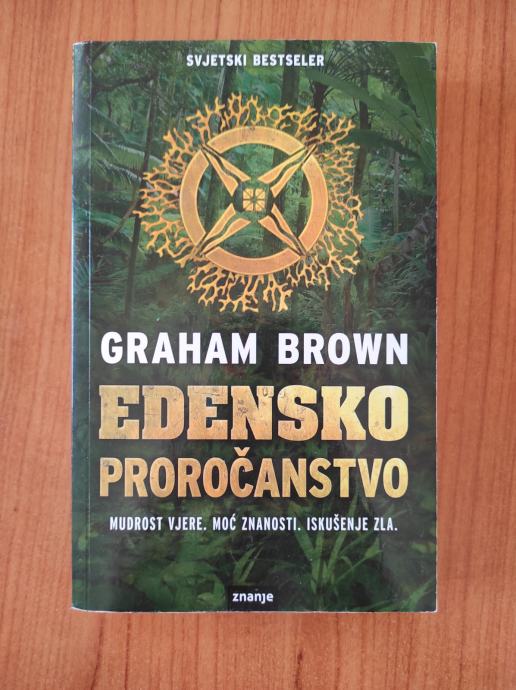 SVJETSKI BESTSELER
GRAHAM BROWN
EDENSKO
PROROČANSTVO
MUDROST VJERE. MOĆ ZNANOSTI. ISKUŠENJE ZLA.
znanje